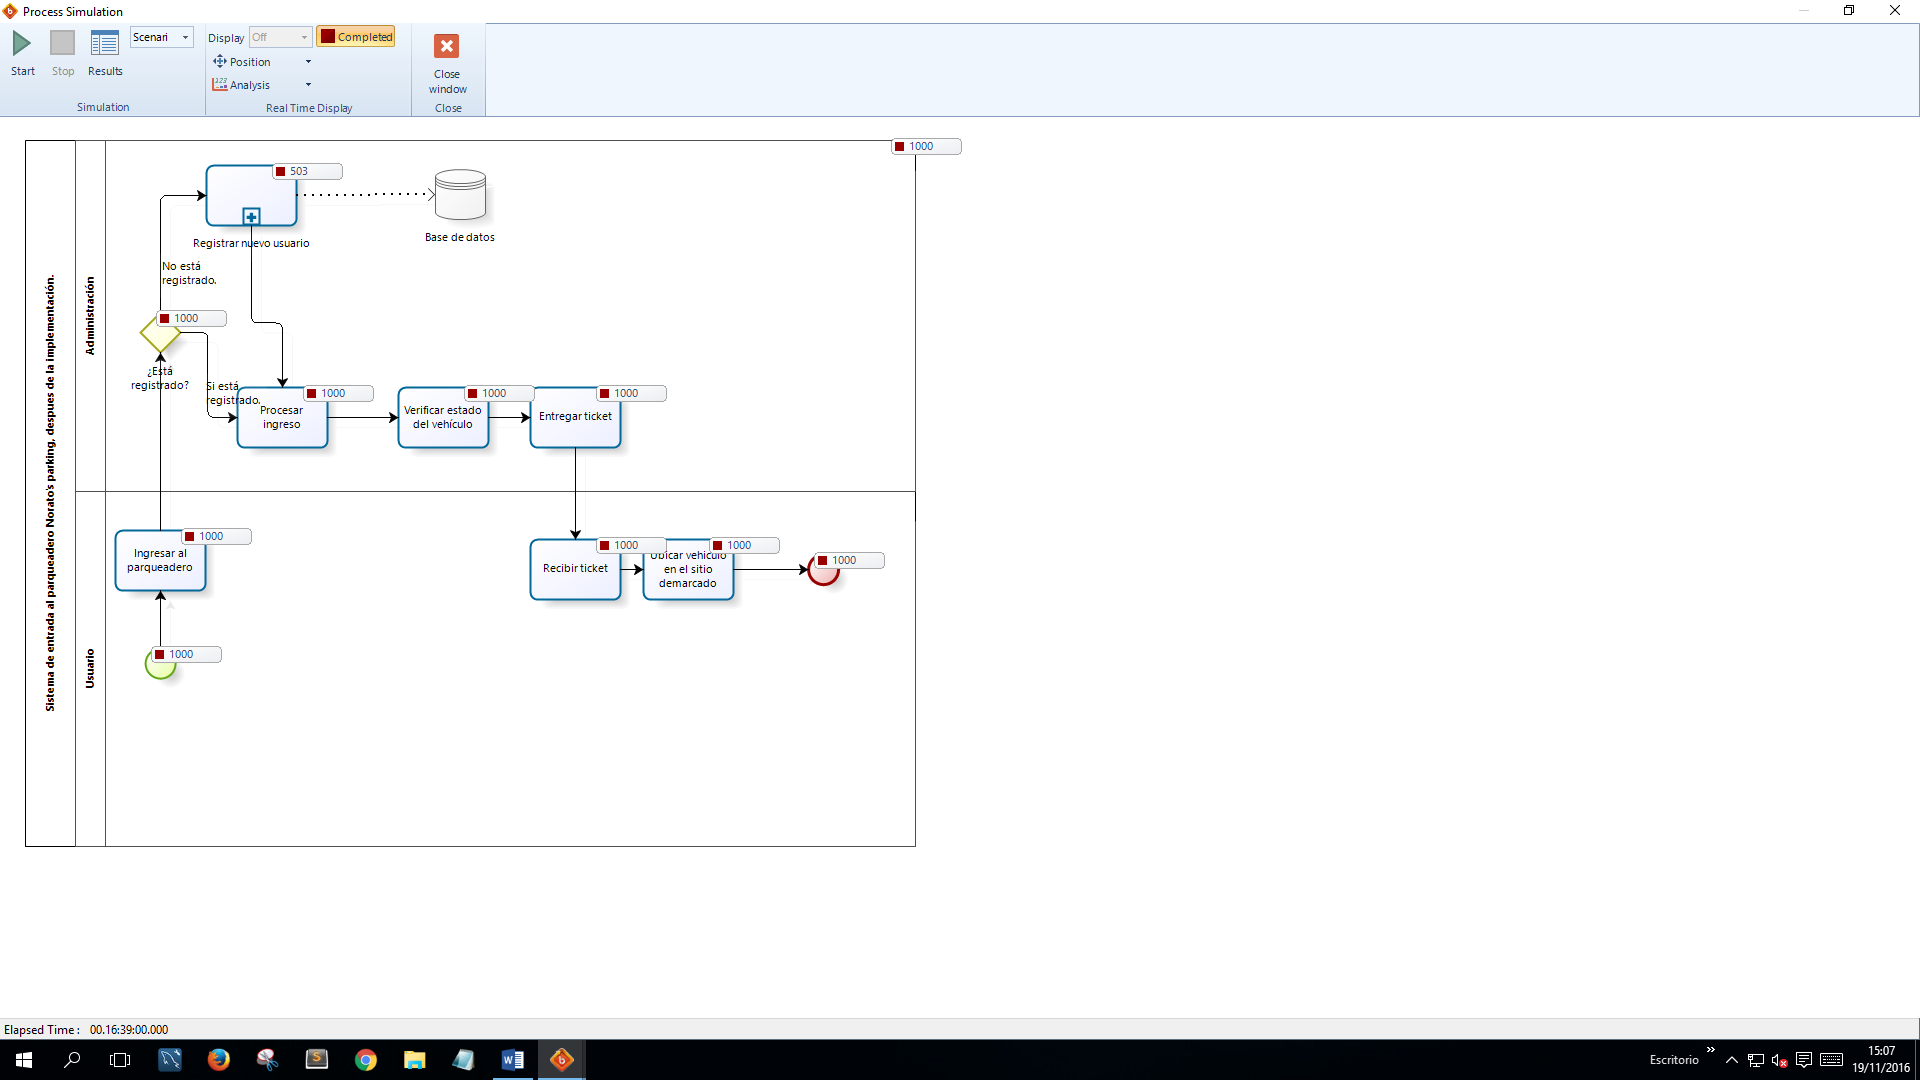 Process Simulation
Start
Stop
Results
Scenari
Simulation
Display
Off
Completed
Position
Analysis
Real Time Display
Close
window
Close
Sistema de entrada al parqueadero Norato's parking, despues de la implementación.
Administración
1000
503
Registrar nuevo usuario
Base de datos
No está
registrado.
1000
¿Está
registrado?
Si está
registrado.
1000
Procesar
ingreso
1000
Verificar estado
del vehículo
1000
Entregar ticket
Usuario
1000
Ingresar al
parqueadero
1000
Recibir ticket
1000
Ubicar vehículo
en el sitio
demarcado
1000
1000
Elapsed Time :  00.16:39:00.000
Escritorio
15:07
19/11/2016